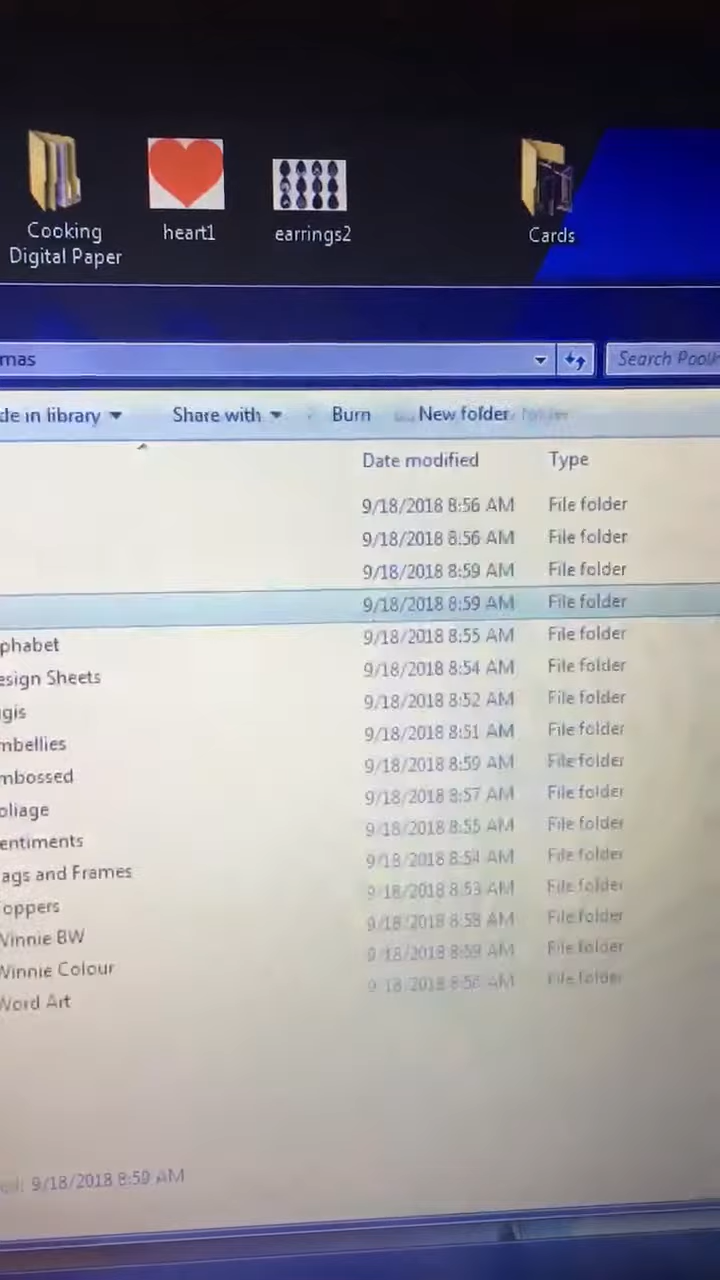 Cooking
Digital Paper
heart1
earrings2
Cards
mas
Search Pooh
de in library
Share with
Burn
New folder
Date modified
Type
9/18/2018 8:56 AM File folder
9/18/2018 8:56 AM File folder
9/18/2018 8:59 AM File folder
9/18/2018 8:59 AM File folder
phabet 9/18/2018 8:55 AM File folder
esign Sheets 9/18/2018 8:54 AM File folder
gis 9/18/2018 8:52 AM File folder
mbellies 9/18/2018 8:51 AM File folder
mbossed 9/18/2018 8:59 AM File folder
oliage 9/18/2018 8:57 AM File folder
entiments 9/18/2018 8:55 AM File folder
ags and Frames 9/18/2018 8:54 AM File folder
oppers 9/18/2018 8:53 AM File folder
Winnie BW 9/18/2018 8:58 AM File folder
Winnie Colour 9/18/2018 8:59 AM File folder
Word Art 9/18/2018 8:56 AM File folder
9/18/2018 8:59 AM